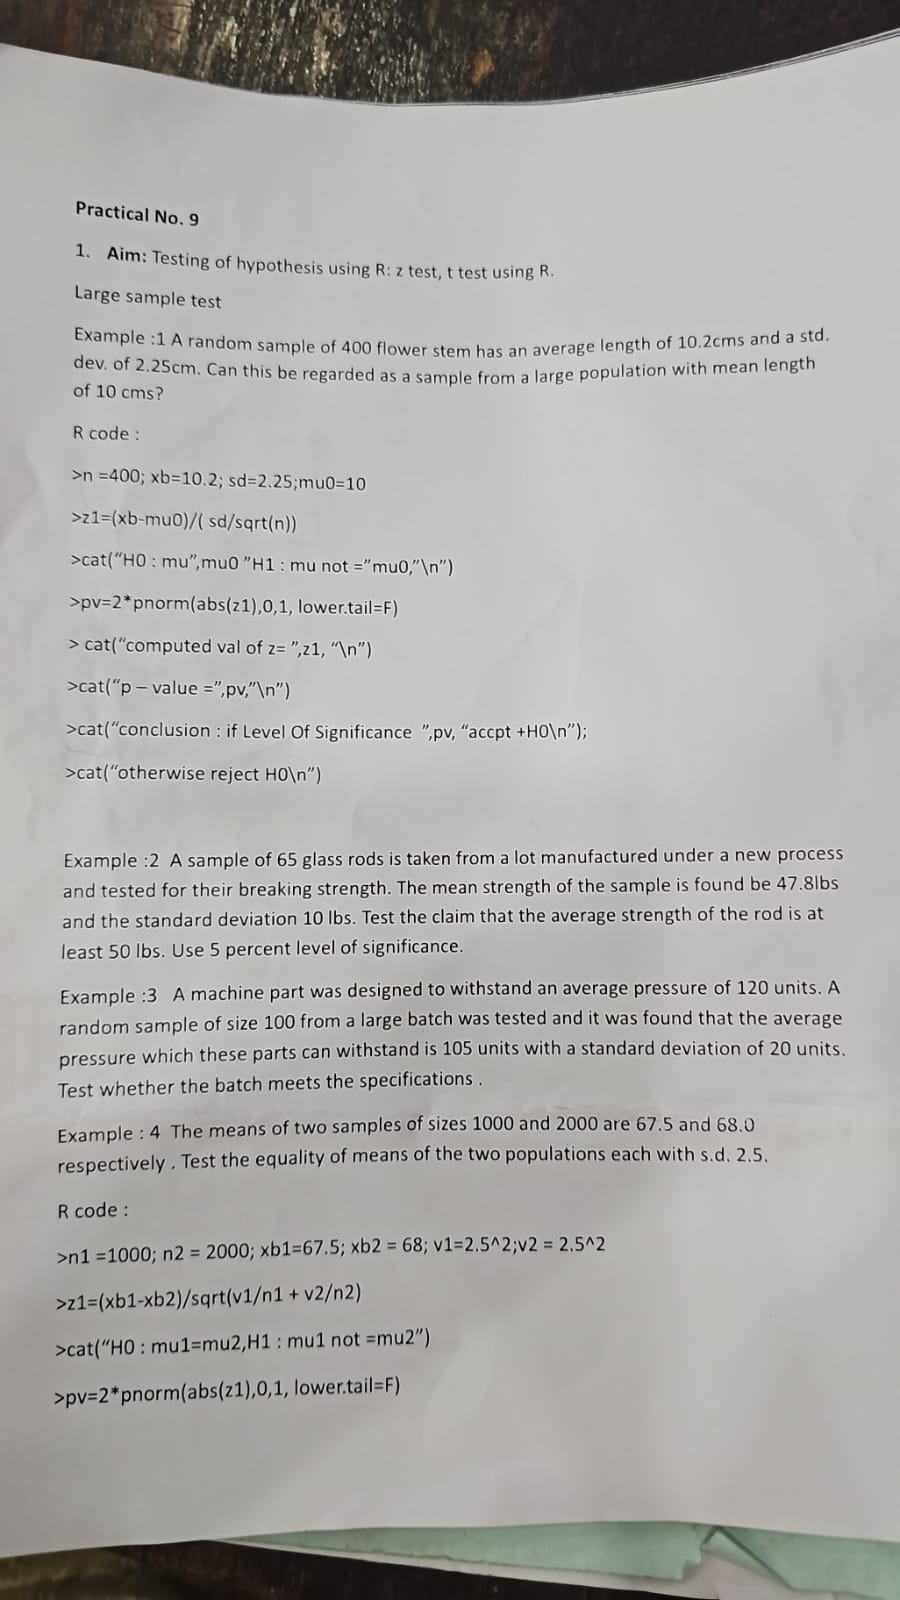 Practical No. 9
1. Aim: Testing of hypothesis using R: z test, t test using R.
Large sample test
Example :1 A random sample of 400 flower stem has an average length of 10.2cms and a std.
dev. of 2.25cm. Can this be regarded as a sample from a large population with mean length
of 10 cms?
R code :
>n =400; xb=10.2; sd=2.25;mu0=10
>z1=(xb-mu0)/( sd/sqrt(n))
>cat(“H0 : mu”,mu0 ”H1 : mu not =”mu0,”\n”)
>pv=2*pnorm(abs(z1),0,1, lower.tail=F)
> cat(“computed val of z= ”,z1, “\n”)
>cat(“p – value =”,pv,”\n”)
>cat(“conclusion : if Level Of Significance ”,pv, “accpt +H0\n”);
>cat(“otherwise reject H0\n”)
Example :2 A sample of 65 glass rods is taken from a lot manufactured under a new process
and tested for their breaking strength. The mean strength of the sample is found be 47.8lbs
and the standard deviation 10 lbs. Test the claim that the average strength of the rod is at
least 50 lbs. Use 5 percent level of significance.
Example :3 A machine part was designed to withstand an average pressure of 120 units. A
random sample of size 100 from a large batch was tested and it was found that the average
pressure which these parts can withstand is 105 units with a standard deviation of 20 units.
Test whether the batch meets the specifications .
Example : 4 The means of two samples of sizes 1000 and 2000 are 67.5 and 68.0
respectively . Test the equality of means of the two populations each with s.d. 2.5.
R code :
>n1 =1000; n2 = 2000; xb1=67.5; xb2 = 68; v1=2.5^2;v2 = 2.5^2
>z1=(xb1-xb2)/sqrt(v1/n1 + v2/n2)
>cat(“H0 : mu1=mu2,H1 : mu1 not =mu2”)
>pv=2*pnorm(abs(z1),0,1, lower.tail=F)